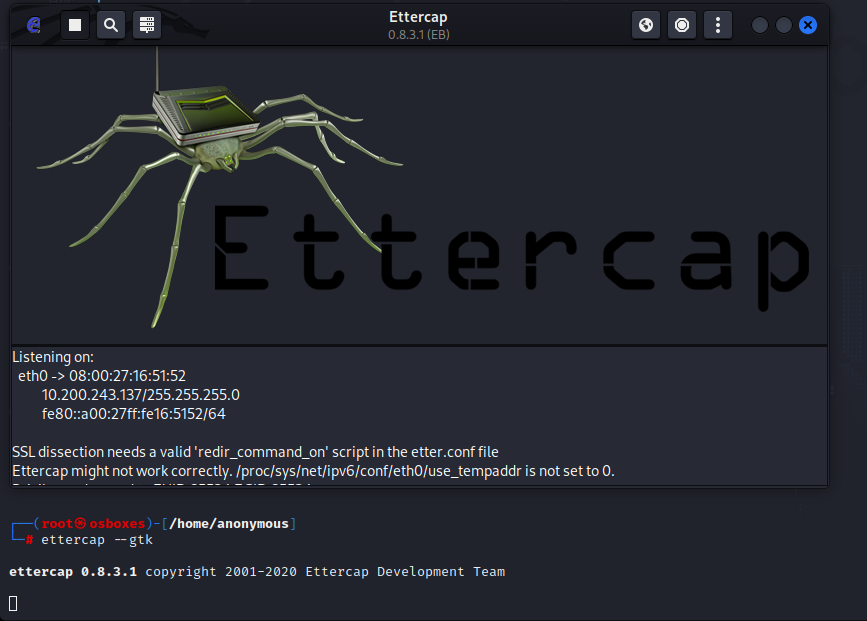 Ettercap
0.8.3.1 (EB)
Ettercap
Listening on:
eth0 -> 08:00:27:16:51:52
10.200.243.137/255.255.255.0
fe80::a00:27ff:fe16:5152/64
SSL dissection needs a valid 'redir_command_on' script in the etter.conf file
Ettercap might not work correctly. /proc/sys/net/ipv6/conf/eth0/use_tempaddr is not set to 0.
┌──(root㉿osboxes)-[/home/anonymous]
└─# ettercap --gtk
ettercap 0.8.3.1 copyright 2001-2020 Ettercap Development Team